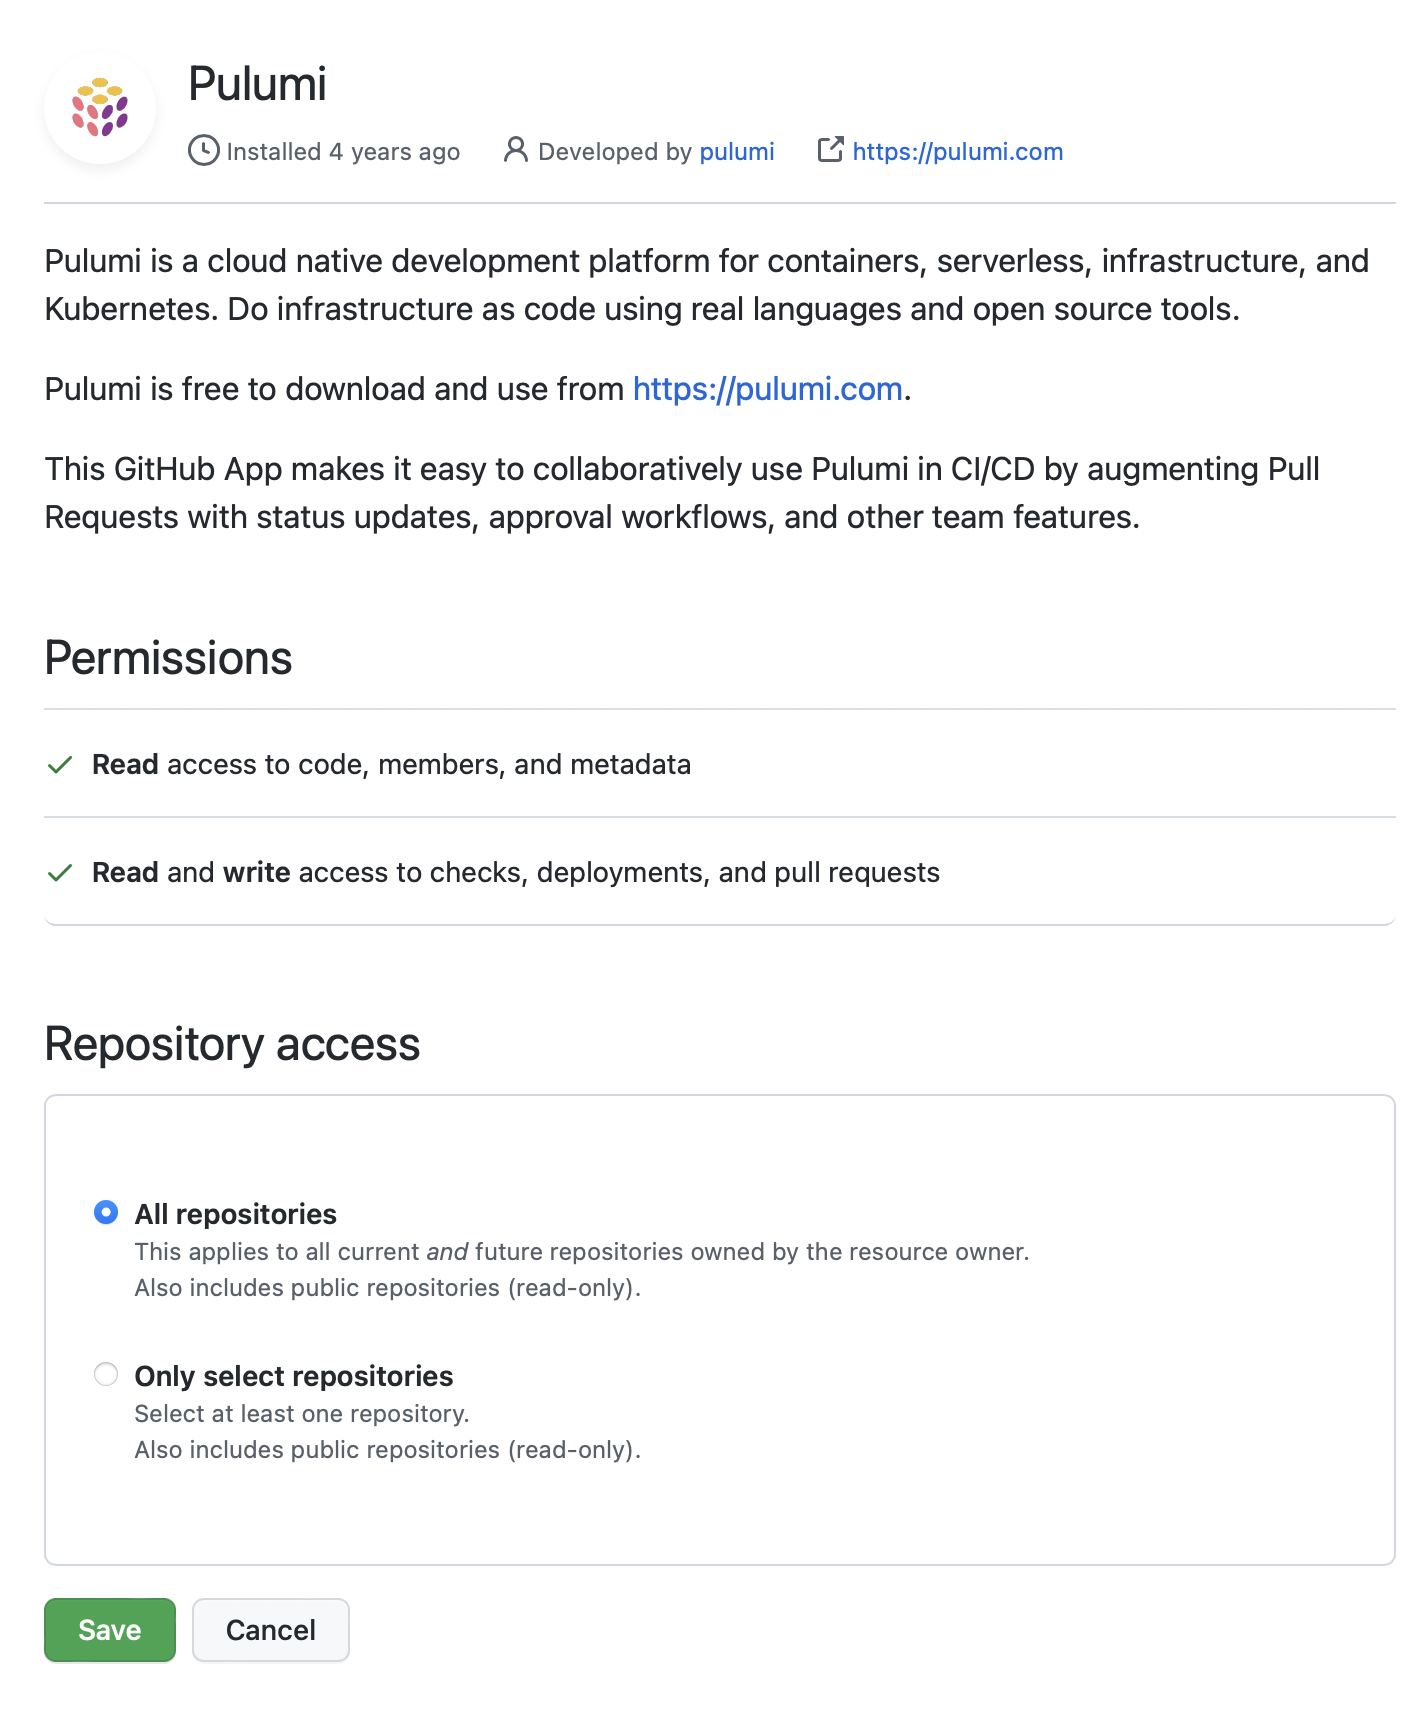 Pulumi
Installed 4 years ago Developed by pulumi https://pulumi.com
Pulumi is a cloud native development platform for containers, serverless, infrastructure, and
Kubernetes. Do infrastructure as code using real languages and open source tools.
Pulumi is free to download and use from https://pulumi.com.
This GitHub App makes it easy to collaboratively use Pulumi in CI/CD by augmenting Pull
Requests with status updates, approval workflows, and other team features.
Permissions
Read access to code, members, and metadata
Read and write access to checks, deployments, and pull requests
Repository access
All repositories
This applies to all current and future repositories owned by the resource owner.
Also includes public repositories (read-only).
Only select repositories
Select at least one repository.
Also includes public repositories (read-only).
Save Cancel